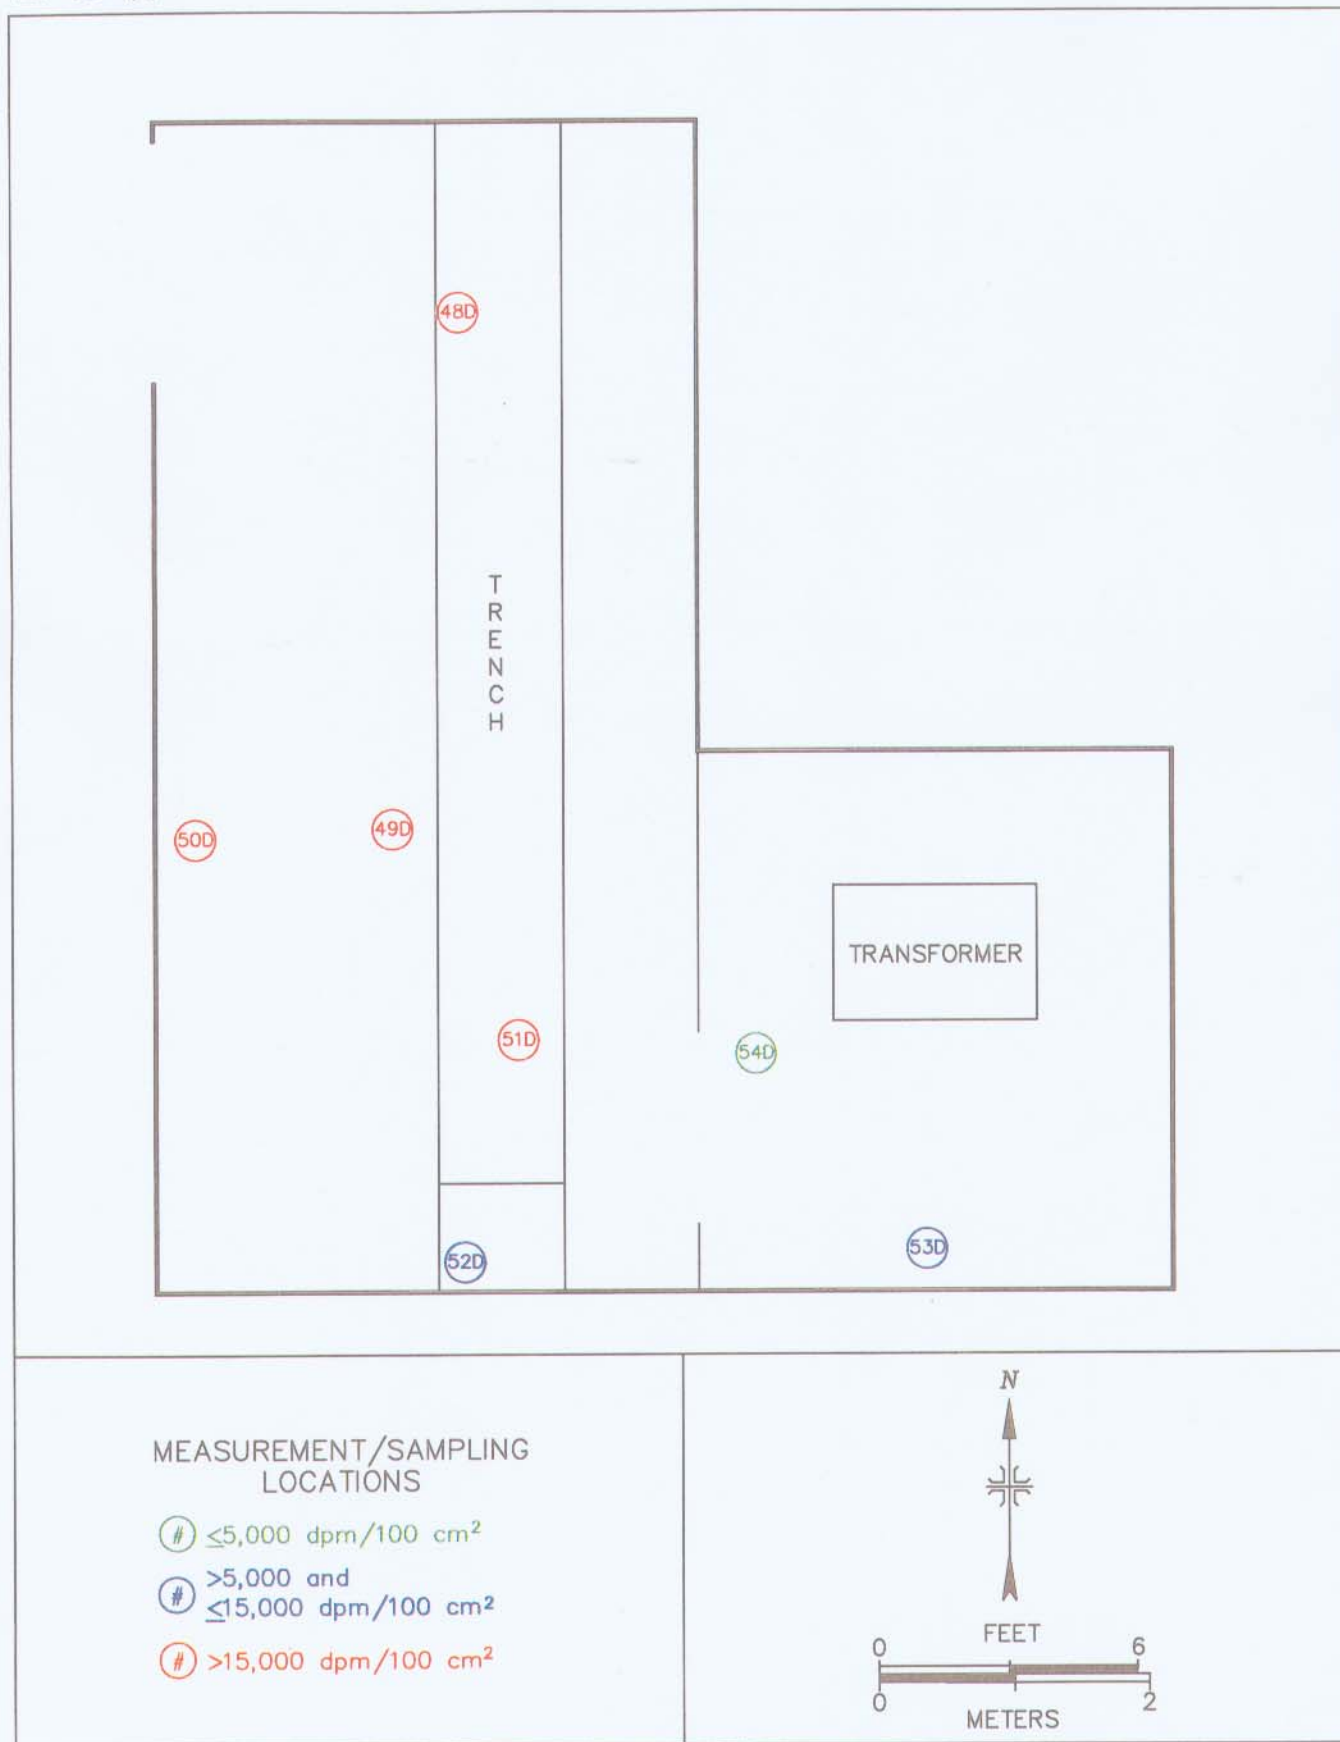 48D
T
R
E
N
C
H
50D
49D
TRANSFORMER
51D
54D
52D
53D
MEASUREMENT/SAMPLING
LOCATIONS
# ≤5,000 dpm/100 cm²
# >5,000 and
≤15,000 dpm/100 cm²
# >15,000 dpm/100 cm²
N
FEET
0 6
0 2
METERS